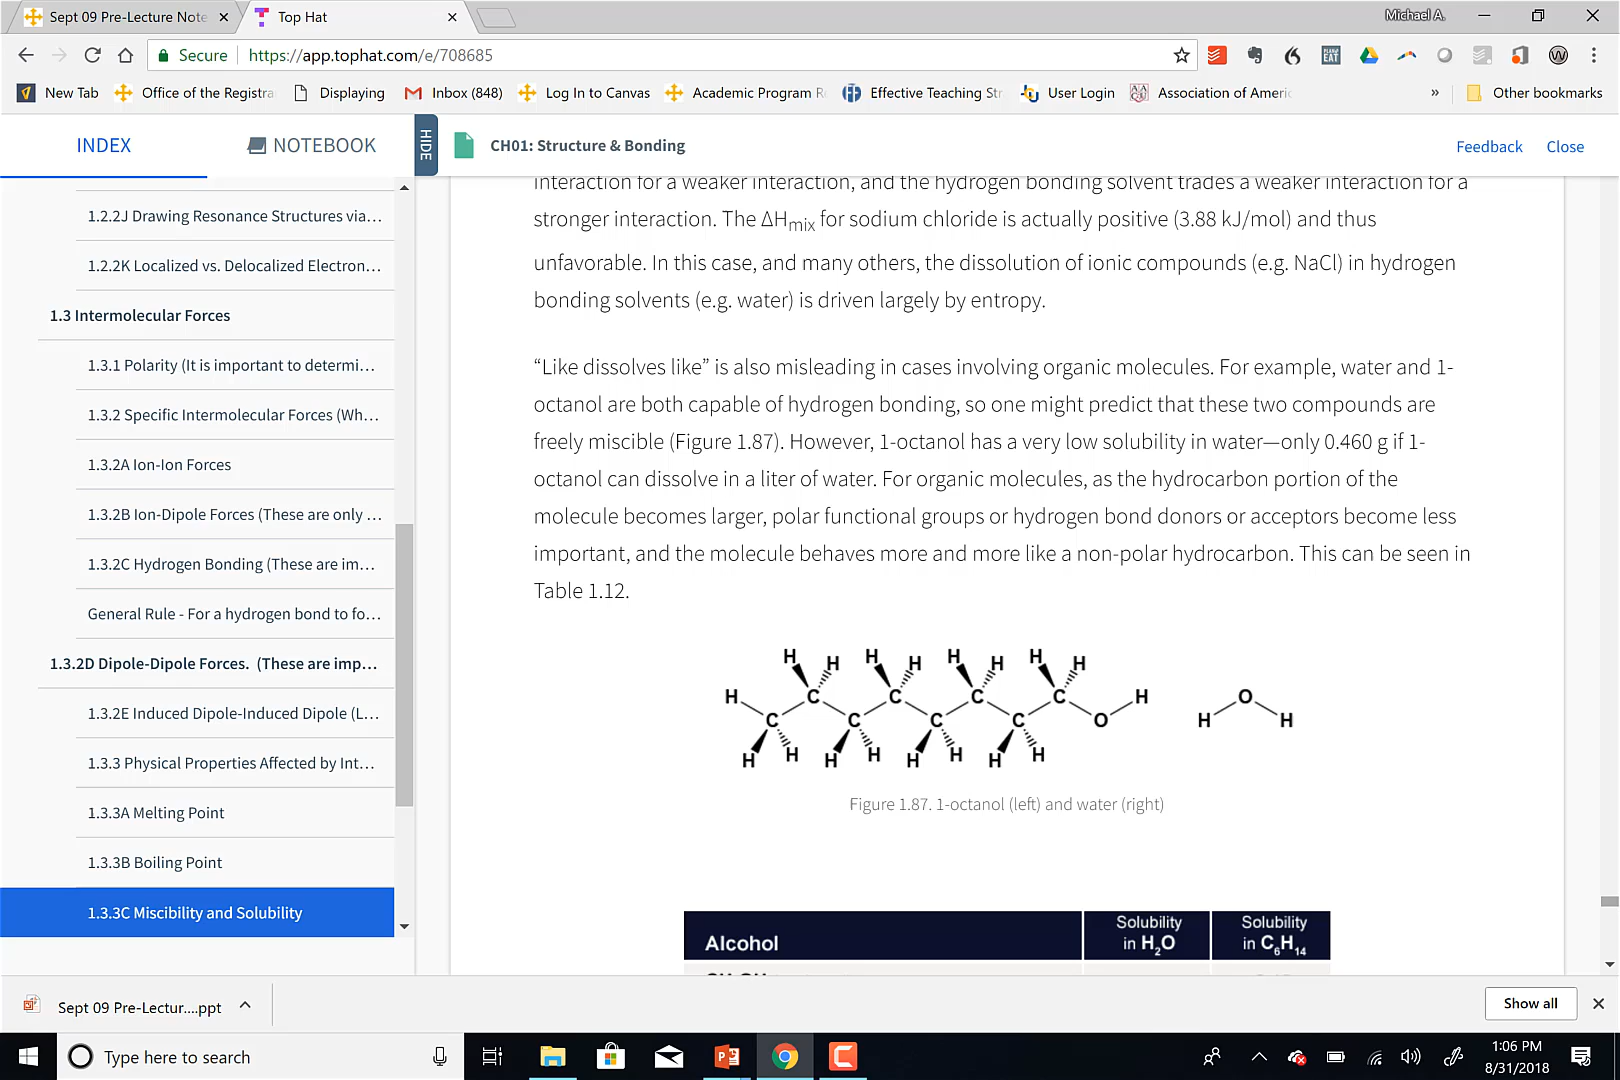 Sept 09 Pre-Lecture Note
Top Hat
Michael A.
Secure
https://app.tophat.com/e/708685
PLANT EAT
New Tab
Office of the Registra
Displaying
Inbox (848)
Log In to Canvas
Academic Program R
Effective Teaching Str
User Login
Association of Americ
»
Other bookmarks
INDEX
NOTEBOOK
HIDE
CH01: Structure & Bonding
Feedback
Close
1.2.2J Drawing Resonance Structures via...
1.2.2K Localized vs. Delocalized Electron...
1.3 Intermolecular Forces
1.3.1 Polarity (It is important to determi...
1.3.2 Specific Intermolecular Forces (Wh...
1.3.2A Ion-Ion Forces
1.3.2B Ion-Dipole Forces (These are only ...
1.3.2C Hydrogen Bonding (These are im...
General Rule - For a hydrogen bond to fo...
1.3.2D Dipole-Dipole Forces. (These are imp...
1.3.2E Induced Dipole-Induced Dipole (L...
1.3.3 Physical Properties Affected by Int...
1.3.3A Melting Point
1.3.3B Boiling Point
1.3.3C Miscibility and Solubility
interaction for a weaker interaction, and the hydrogen bonding solvent trades a weaker interaction for a
stronger interaction. The ΔHmix for sodium chloride is actually positive (3.88 kJ/mol) and thus
unfavorable. In this case, and many others, the dissolution of ionic compounds (e.g. NaCl) in hydrogen
bonding solvents (e.g. water) is driven largely by entropy.
“Like dissolves like” is also misleading in cases involving organic molecules. For example, water and 1-
octanol are both capable of hydrogen bonding, so one might predict that these two compounds are
freely miscible (Figure 1.87). However, 1-octanol has a very low solubility in water—only 0.460 g if 1-
octanol can dissolve in a liter of water. For organic molecules, as the hydrocarbon portion of the
molecule becomes larger, polar functional groups or hydrogen bond donors or acceptors become less
important, and the molecule behaves more and more like a non-polar hydrocarbon. This can be seen in
Table 1.12.
H H H H H H H H
H C C C C H O
C C C C O H H
H H H H H H H H
Figure 1.87. 1-octanol (left) and water (right)
Alcohol
Solubility
in H₂O
Solubility
in C₆H₁₄
Sept 09 Pre-Lectur....ppt
Show all
Type here to search
1:06 PM
8/31/2018